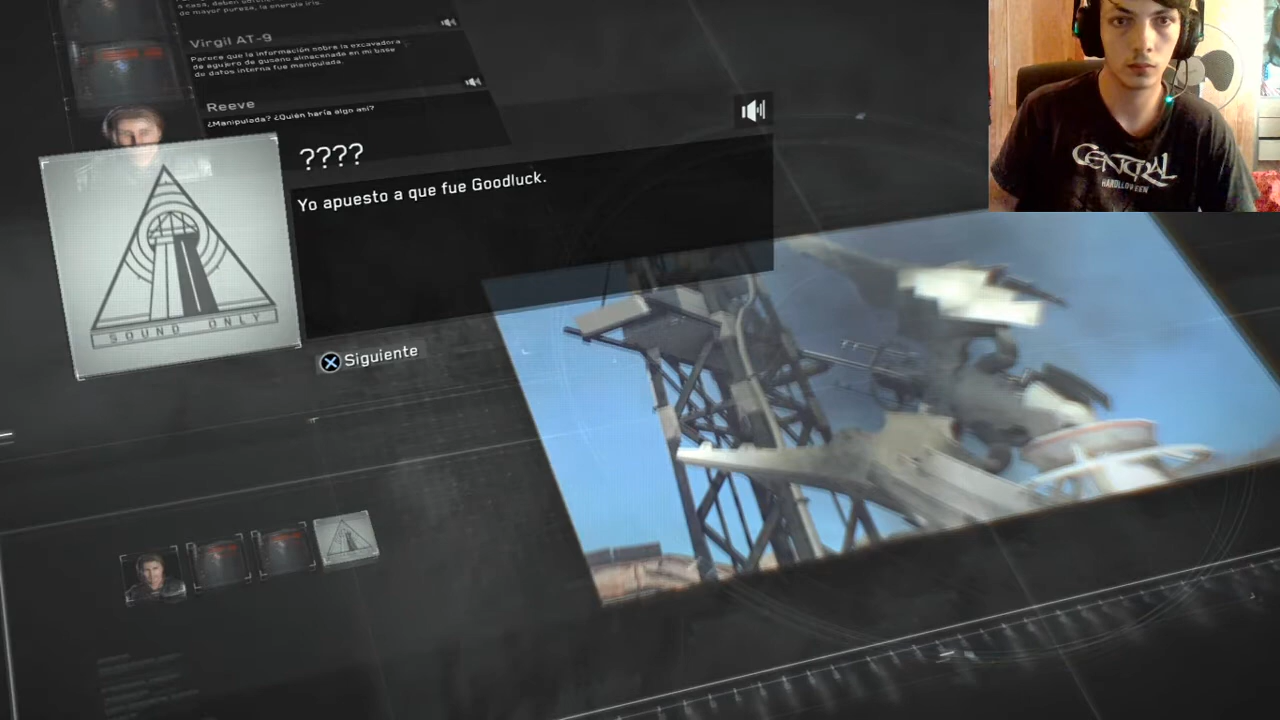 a casa, deben
de mayor pureza, la energía iris.
Virgil AT-9
Parece que la información sobre la excavadora
de agujero de gusano almacenada en mi base
de datos interna fue manipulada.
Reeve
¿Manipulada? ¿Quién haría algo así?
????
Yo apuesto a que fue Goodluck.
SOUND ONLY
Siguiente
CENTRAL
HARDLLOWEEN